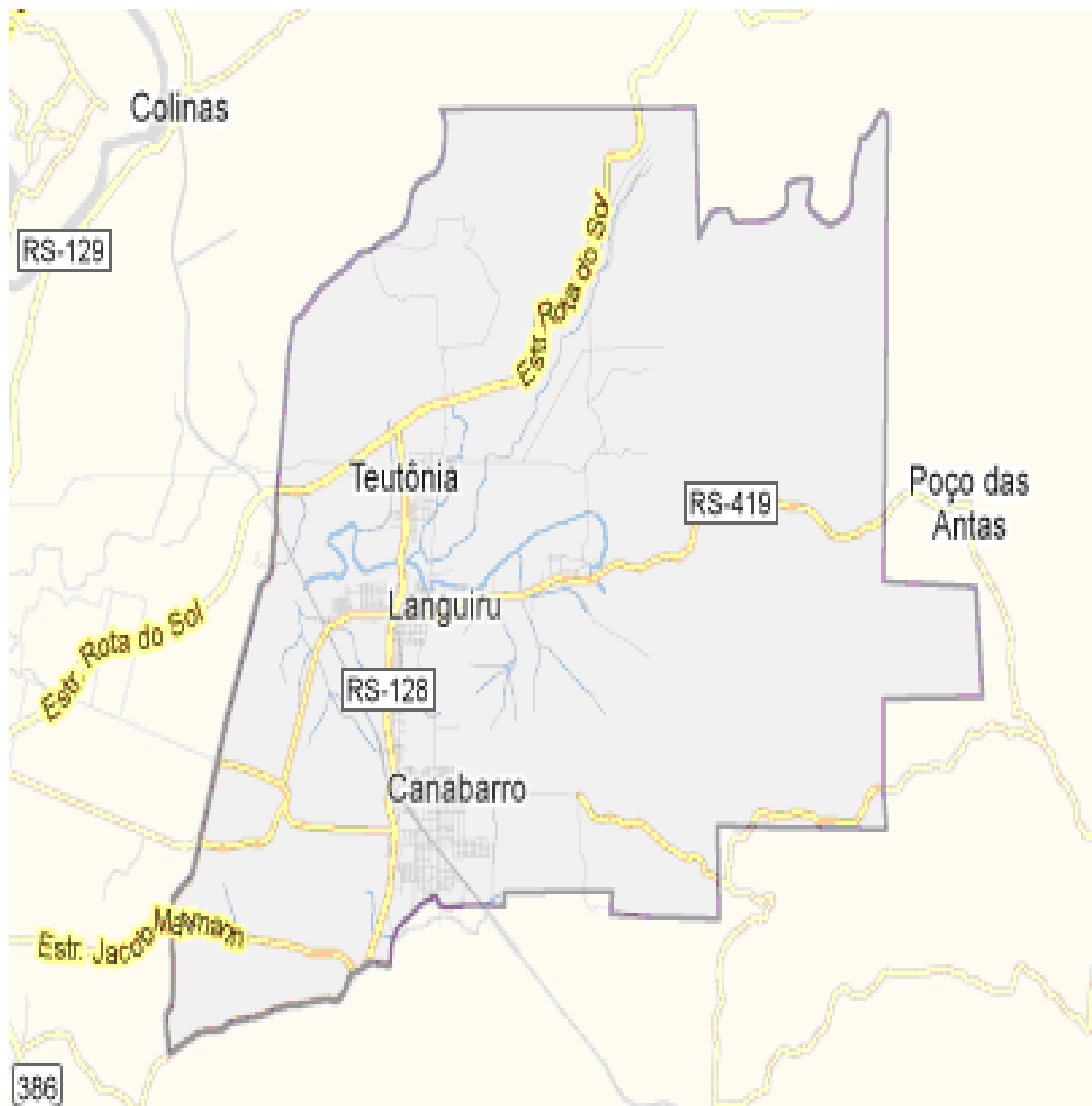 Colinas
RS-129
Estr. Rota do Sol
Teutônia
RS-419
Poço das
Antas
Languiru
Estr. Rota do Sol
RS-128
Canabarro
Estr. Jacob
386